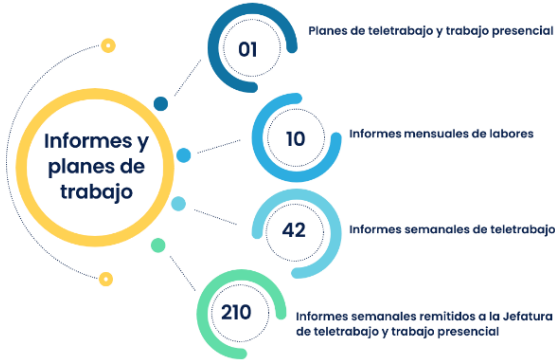 Informes y
planes de
trabajo
01
Planes de teletrabajo y trabajo presencial
10
Informes mensuales de labores
42
Informes semanales de teletrabajo
210
Informes semanales remitidos a la Jefatura
de teletrabajo y trabajo presencial